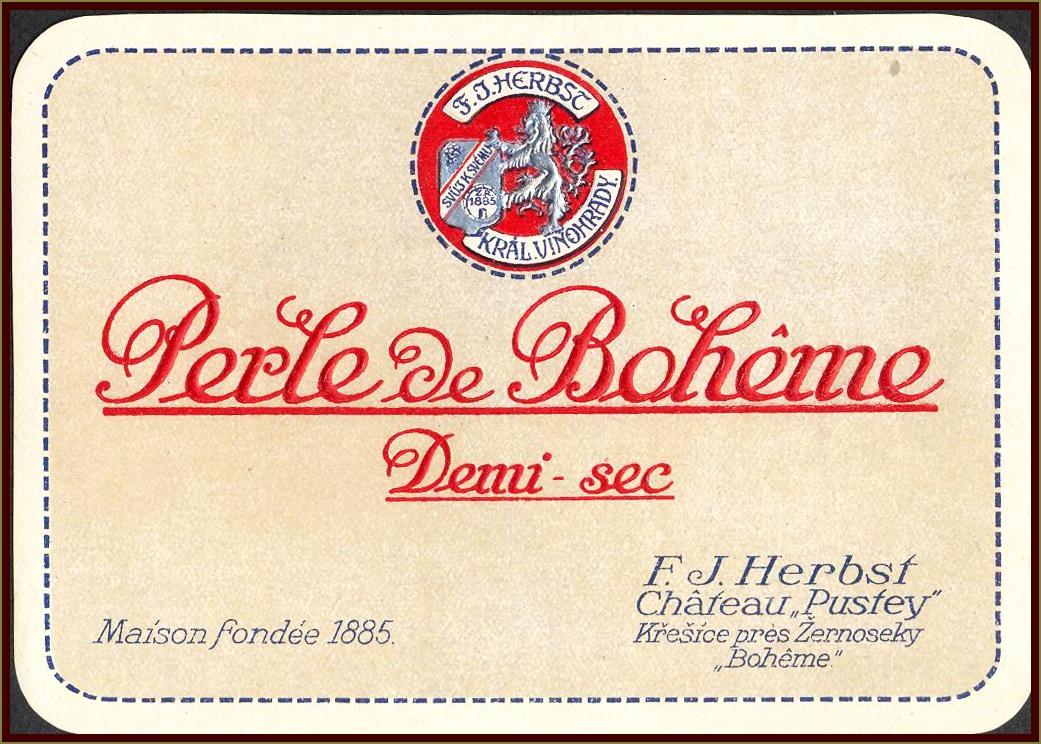 F. J. HERBST
SVŮJ K SVÉMU
ZR.
1885
KRÁL. VINOHRADY.
Perle de Bohême
Demi-sec
F. J. Herbst
Château „Pustey“
Maison fondée 1885.
Křešice près Žernoseky
„Bohême“